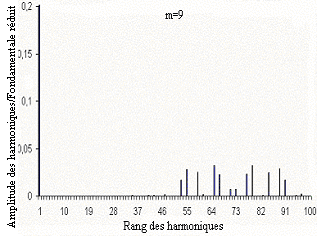 Amplitude des harmoniques/Fondamentale réduit
m=9
0,2
0,15
0,1
0,05
0
1 10 19 28 37 46 55 64 73 82 91 100
Rang des harmoniques